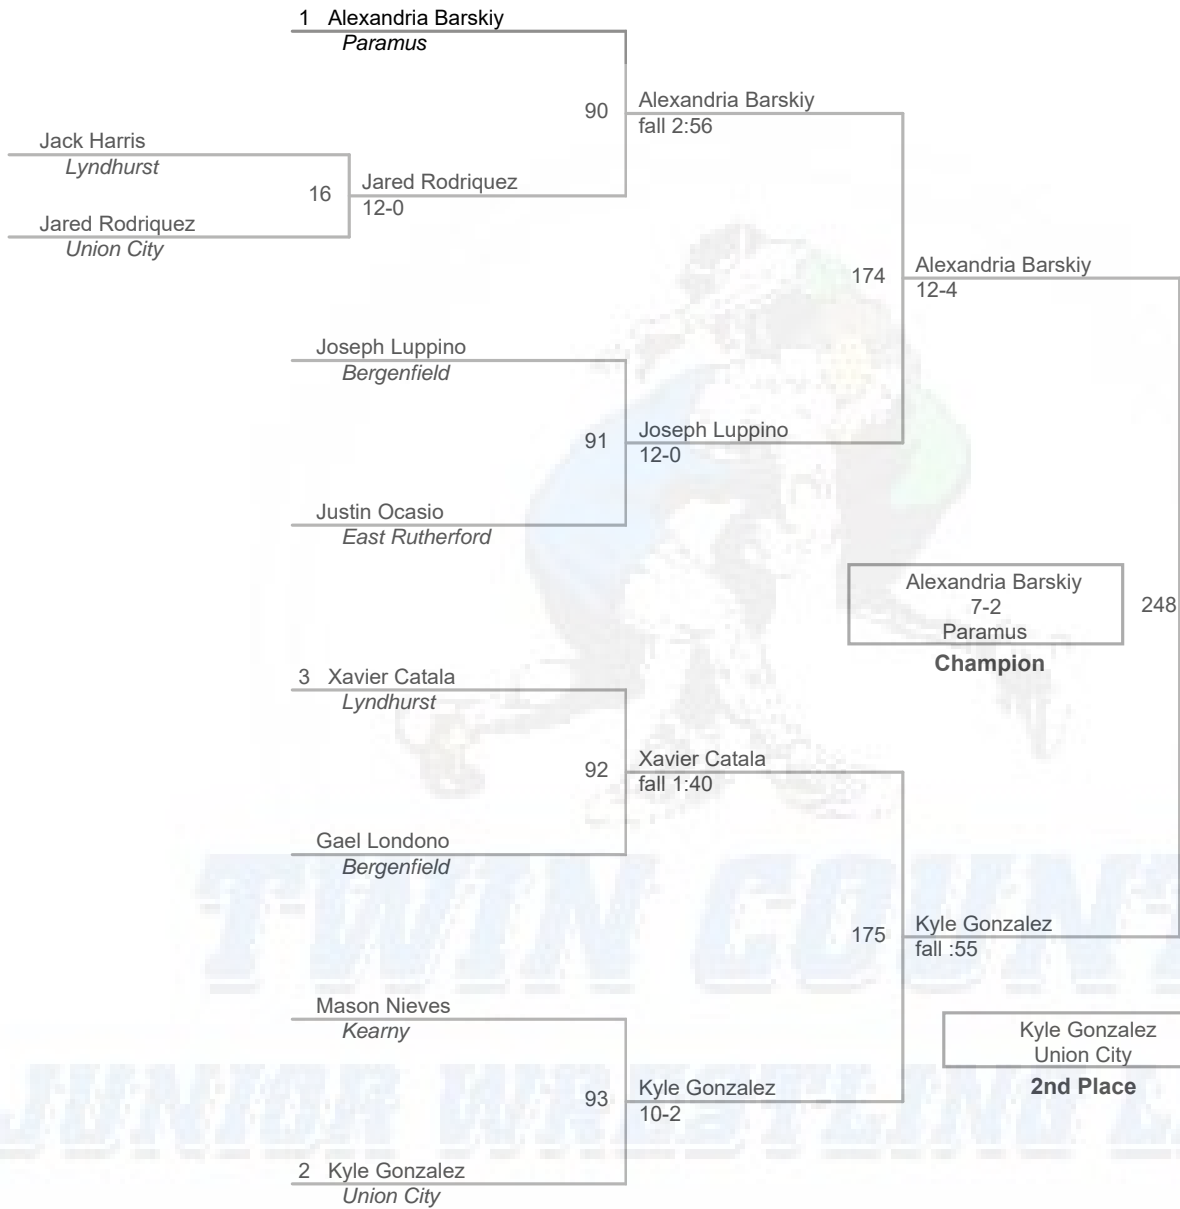 1 Alexandria Barskiy
Paramus
90
Alexandria Barskiy
fall 2:56
Jack Harris
Lyndhurst
16
Jared Rodriquez
12-0
Jared Rodriquez
Union City
174
Alexandria Barskiy
12-4
Joseph Luppino
Bergenfield
91
Joseph Luppino
12-0
Justin Ocasio
East Rutherford
Alexandria Barskiy
7-2
Paramus
248
Champion
3 Xavier Catala
Lyndhurst
92
Xavier Catala
fall 1:40
Gael Londono
Bergenfield
175
Kyle Gonzalez
fall :55
Mason Nieves
Kearny
Kyle Gonzalez
Union City
2nd Place
93
Kyle Gonzalez
10-2
2 Kyle Gonzalez
Union City
TWIN COUNT
JUNIOR WRESTLING